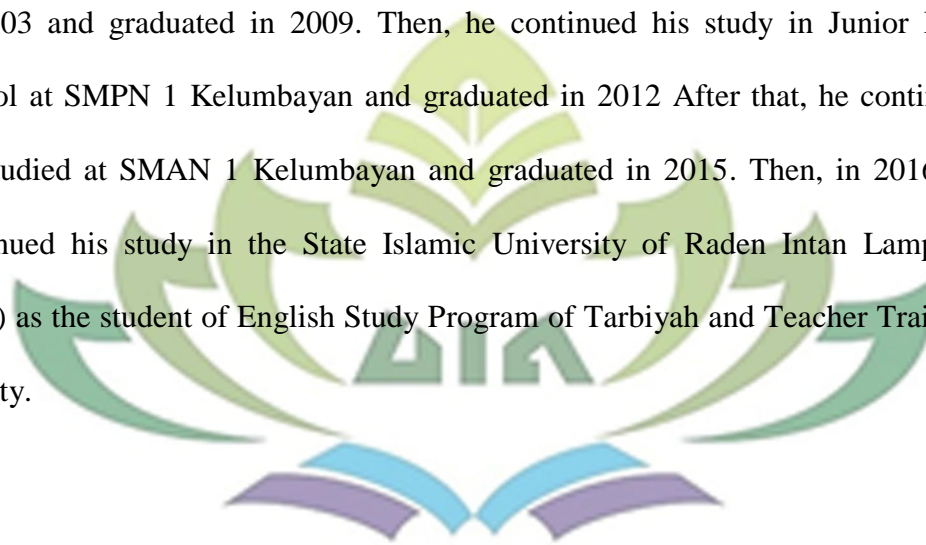 03 and graduated in 2009. Then, he continued his study in Junior
ol at SMPN 1 Kelumbayan and graduated in 2012 After that, he conti
udied at SMAN 1 Kelumbayan and graduated in 2015. Then, in 2016
nued his study in the State Islamic University of Raden Intan Lamp
) as the student of English Study Program of Tarbiyah and Teacher Trai
ty.